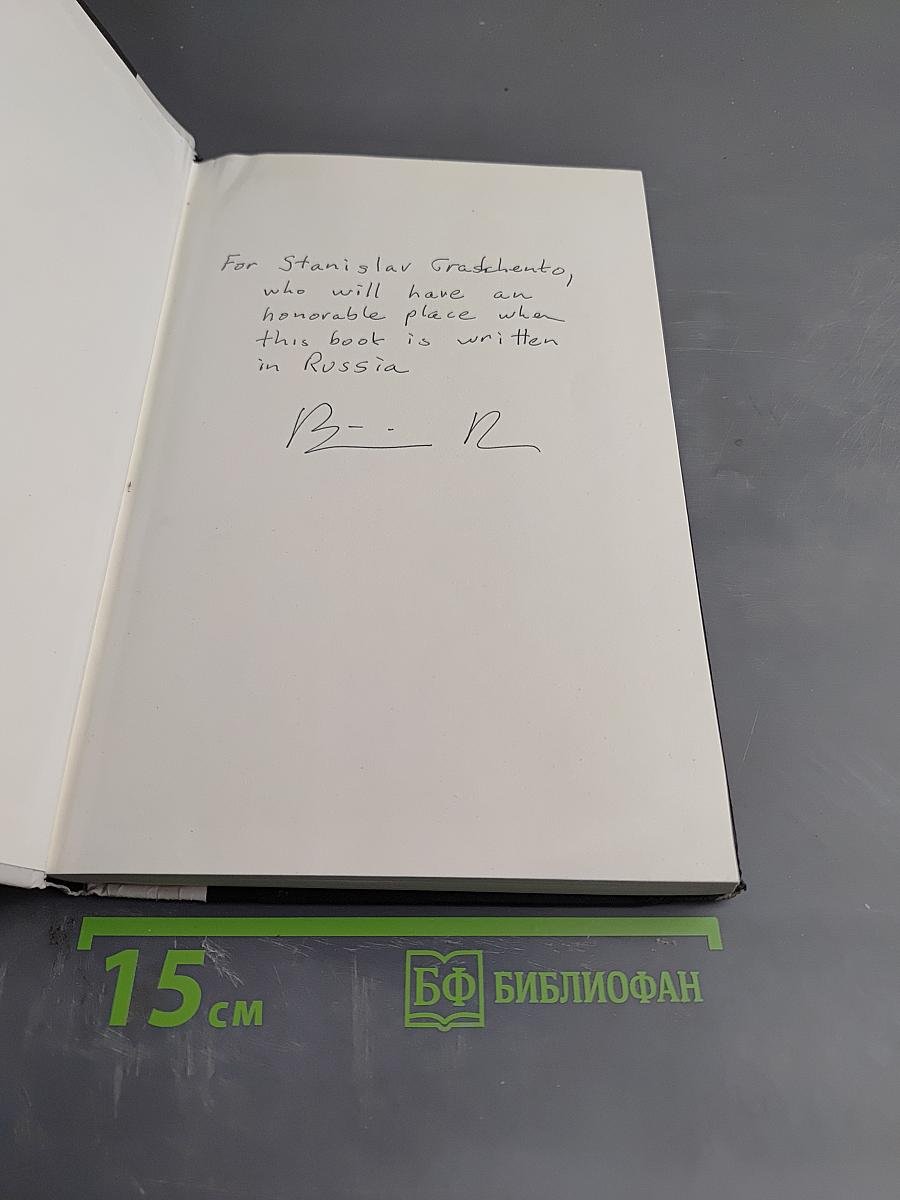 For Stanislav
who will have an
honorable place when
this book is written
in Russia
15 см
БФ БИБЛИОФАН